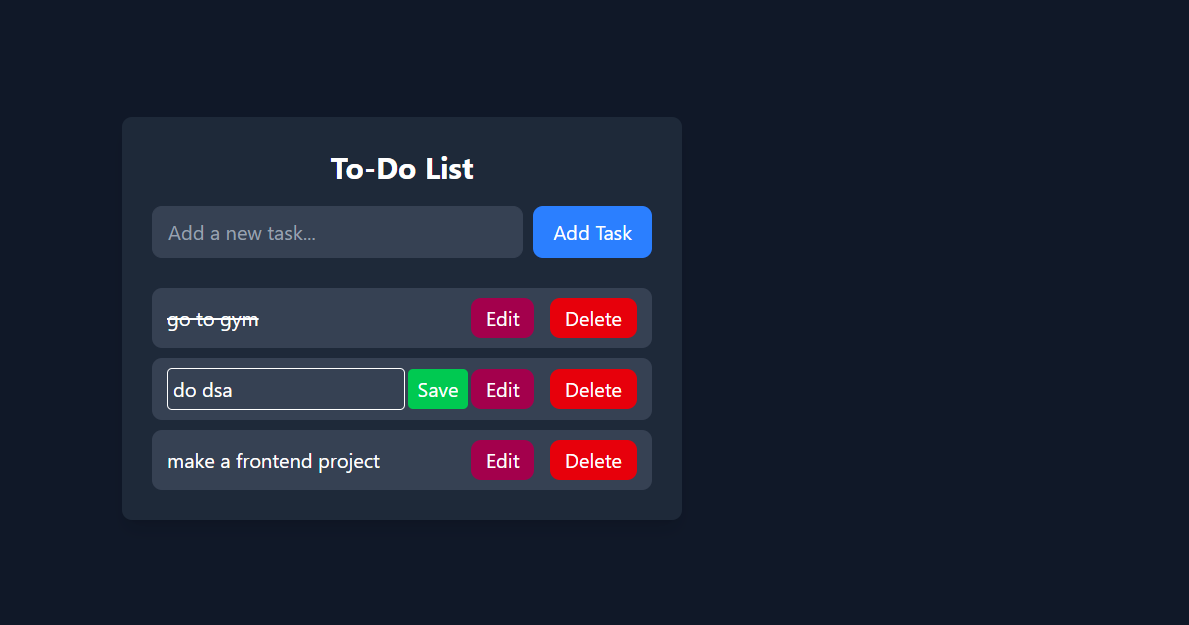 To-Do List
Add a new task... Add Task
go to gym Edit Delete
do dsa Save Edit Delete
make a frontend project Edit Delete